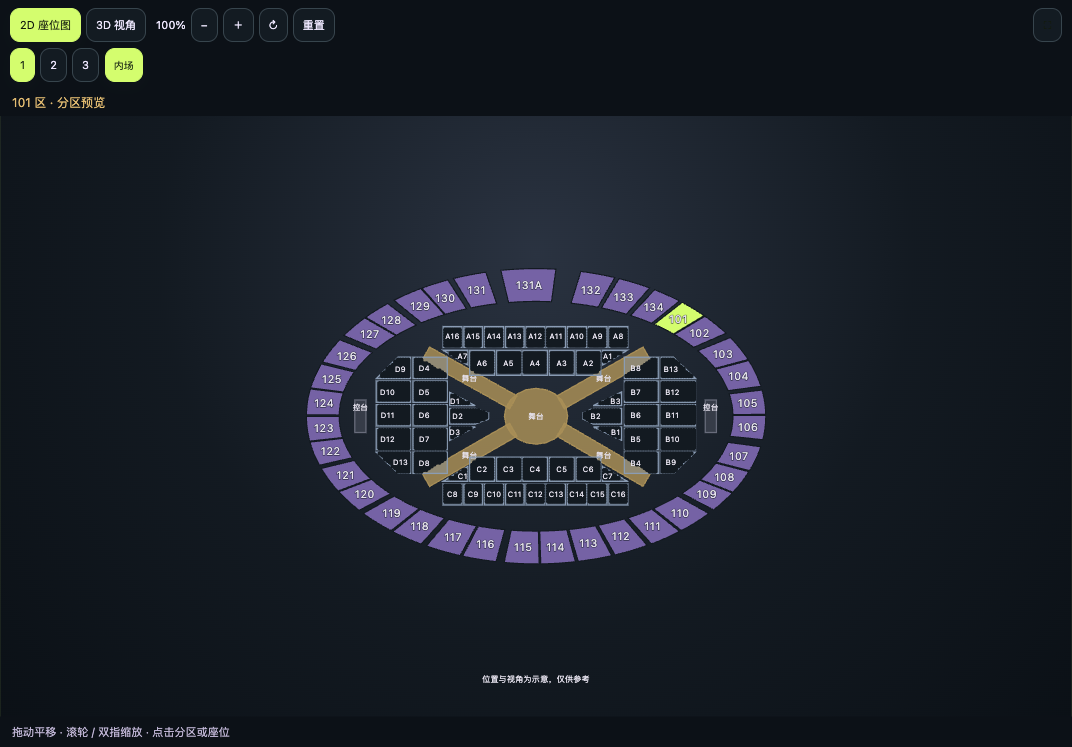 2D 座位图 3D 视角 100% − + ↻ 重置
1 2 3 内场
101 区 · 分区预览
131A
131 132
130 133
129 134
128 101
127 102
126 103
125 104
124 105
123 106
122 107
121 108
120 109
119 110
118 111
117 112
116 113
115 114
A16 A15 A14 A13 A12 A11 A10 A9 A8
A7 A6 A5 A4 A3 A2 A1
舞台 舞台
D9 D4 B8 B13
D10 D5 B7 B12
D1 B3
控台 D11 D6 D2 舞台 B2 B6 B11 控台
D3 B1
D12 D7 B5 B10
舞台 舞台
D13 D8 B4 B9
C1 C2 C3 C4 C5 C6 C7
C8 C9 C10 C11 C12 C13 C14 C15 C16
位置与视角为示意，仅供参考
拖动平移 · 滚轮 / 双指缩放 · 点击分区或座位